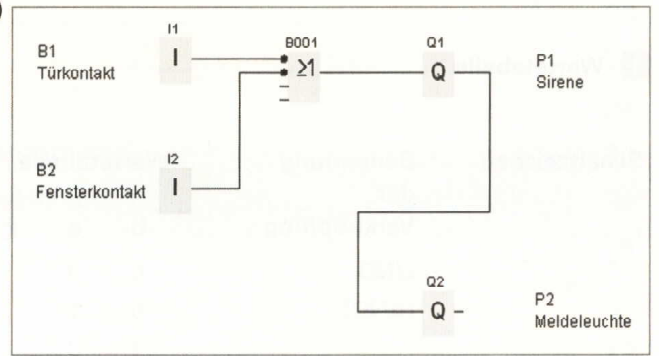 I1
B1
Türkontakt
I
B001
≥1
Q1
Q
P1
Sirene
I2
B2
Fensterkontakt
I
Q2
Q
P2
Meldeleuchte